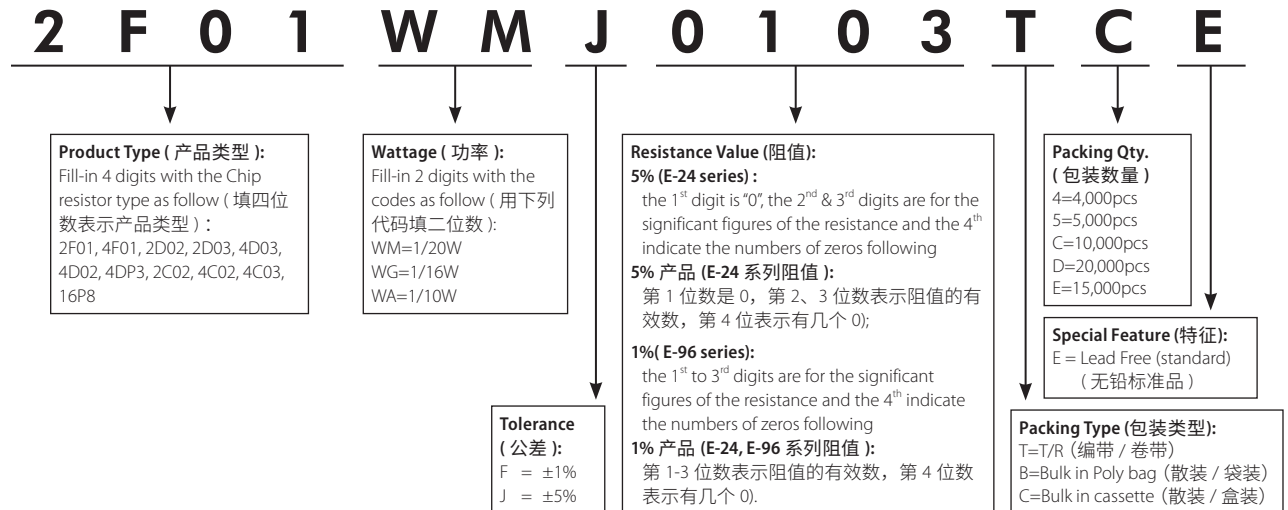 2 F 0 1 W M J 0 1 0 3 T C E
Product Type ( 产品类型 ):
Fill-in 4 digits with the Chip
resistor type as follow ( 填四位
数表示产品类型 ) :
2F01, 4F01, 2D02, 2D03, 4D03,
4D02, 4DP3, 2C02, 4C02, 4C03,
16P8
Wattage ( 功率 ):
Fill-in 2 digits with the
codes as follow ( 用下列
代码填二位数 ):
WM=1/20W
WG=1/16W
WA=1/10W
Tolerance
( 公差 ):
F = ±1%
J = ±5%
Resistance Value (阻值):
5% (E-24 series) :
the 1st digit is “0”, the 2nd & 3rd digits are for the
significant figures of the resistance and the 4th
indicate the numbers of zeros following
5% 产品 (E-24 系列阻值 ):
第 1 位数是 0，第 2、3 位数表示阻值的有
效数，第 4 位表示有几个 0);
1%( E-96 series):
the 1st to 3rd digits are for the significant
figures of the resistance and the 4th indicate
the numbers of zeros following
1% 产品 (E-24, E-96 系列阻值 ):
第 1-3 位数表示阻值的有效数，第 4 位数
表示有几个 0).
Packing Qty.
( 包装数量 )
4=4,000pcs
5=5,000pcs
C=10,000pcs
D=20,000pcs
E=15,000pcs
Special Feature (特征):
E = Lead Free (standard)
( 无铅标准品 )
Packing Type (包装类型):
T=T/R (编带 / 卷带)
B=Bulk in Poly bag (散装 / 袋装)
C=Bulk in cassette (散装 / 盒装)